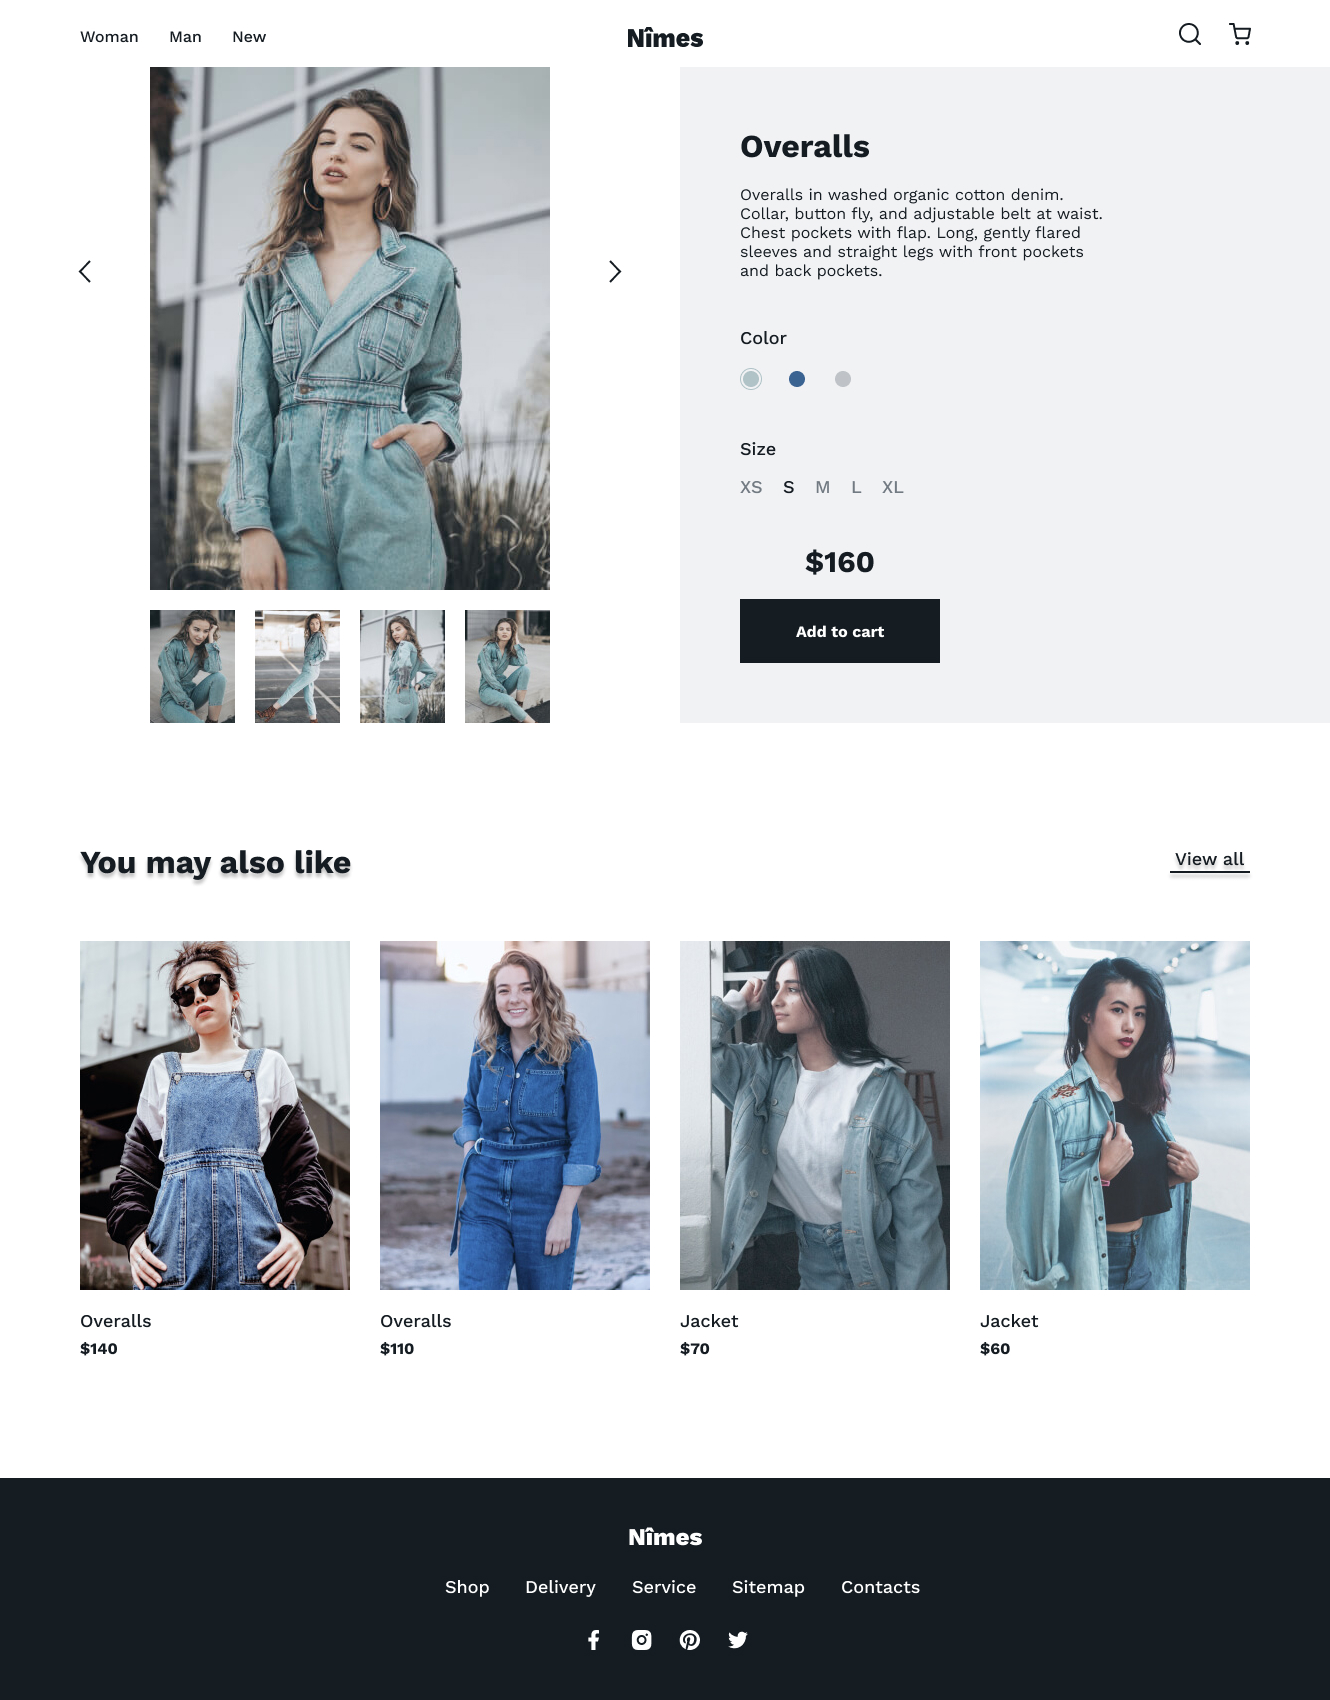 Woman Man New Nîmes
Overalls
Overalls in washed organic cotton denim.
Collar, button fly, and adjustable belt at waist.
Chest pockets with flap. Long, gently flared
sleeves and straight legs with front pockets
and back pockets.
Color
Size
XS S M L XL
$160
Add to cart
You may also like View all
Overalls
$140
Overalls
$110
Jacket
$70
Jacket
$60
Nîmes
Shop Delivery Service Sitemap Contacts